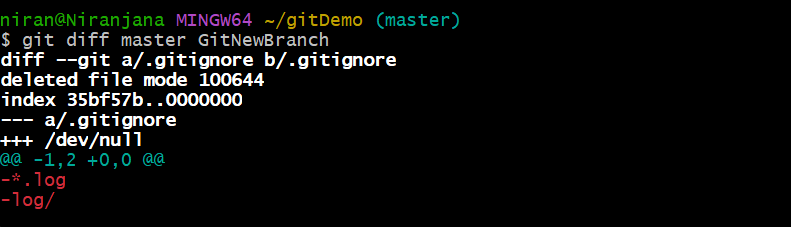 niran@Niranjana MINGW64 ~/gitDemo (master)
$ git diff master GitNewBranch
diff --git a/.gitignore b/.gitignore
deleted file mode 100644
index 35bf57b..0000000
--- a/.gitignore
+++ /dev/null
@@ -1,2 +0,0 @@
-*.log
-log/